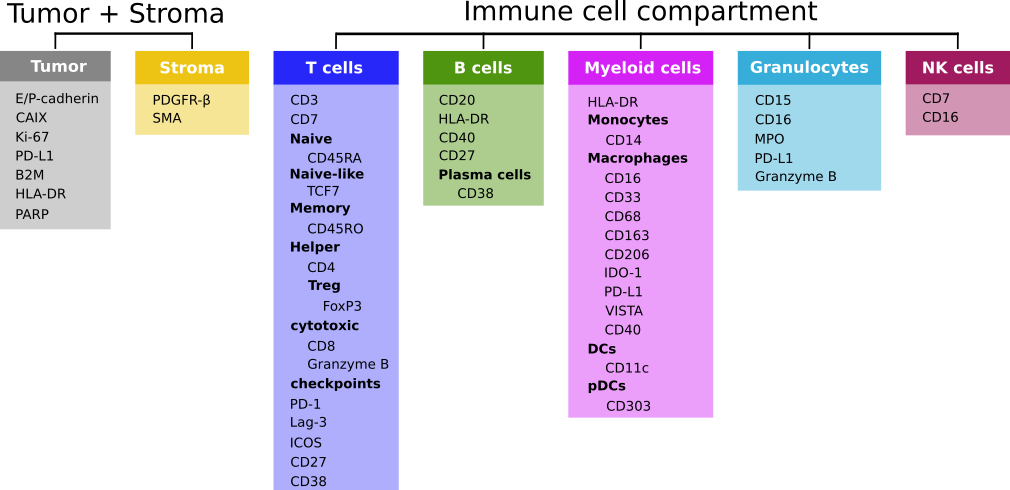 Tumor + Stroma
Immune cell compartment
Tumor
E/P-cadherin
CAIX
Ki-67
PD-L1
B2M
HLA-DR
PARP
Stroma
PDGFR-β
SMA
T cells
CD3
CD7
Naive
CD45RA
Naive-like
TCF7
Memory
CD45RO
Helper
CD4
Treg
FoxP3
cytotoxic
CD8
Granzyme B
checkpoints
PD-1
Lag-3
ICOS
CD27
CD38
B cells
CD20
HLA-DR
CD40
CD27
Plasma cells
CD38
Myeloid cells
HLA-DR
Monocytes
CD14
Macrophages
CD16
CD33
CD68
CD163
CD206
IDO-1
PD-L1
VISTA
CD40
DCs
CD11c
pDCs
CD303
Granulocytes
CD15
CD16
MPO
PD-L1
Granzyme B
NK cells
CD7
CD16